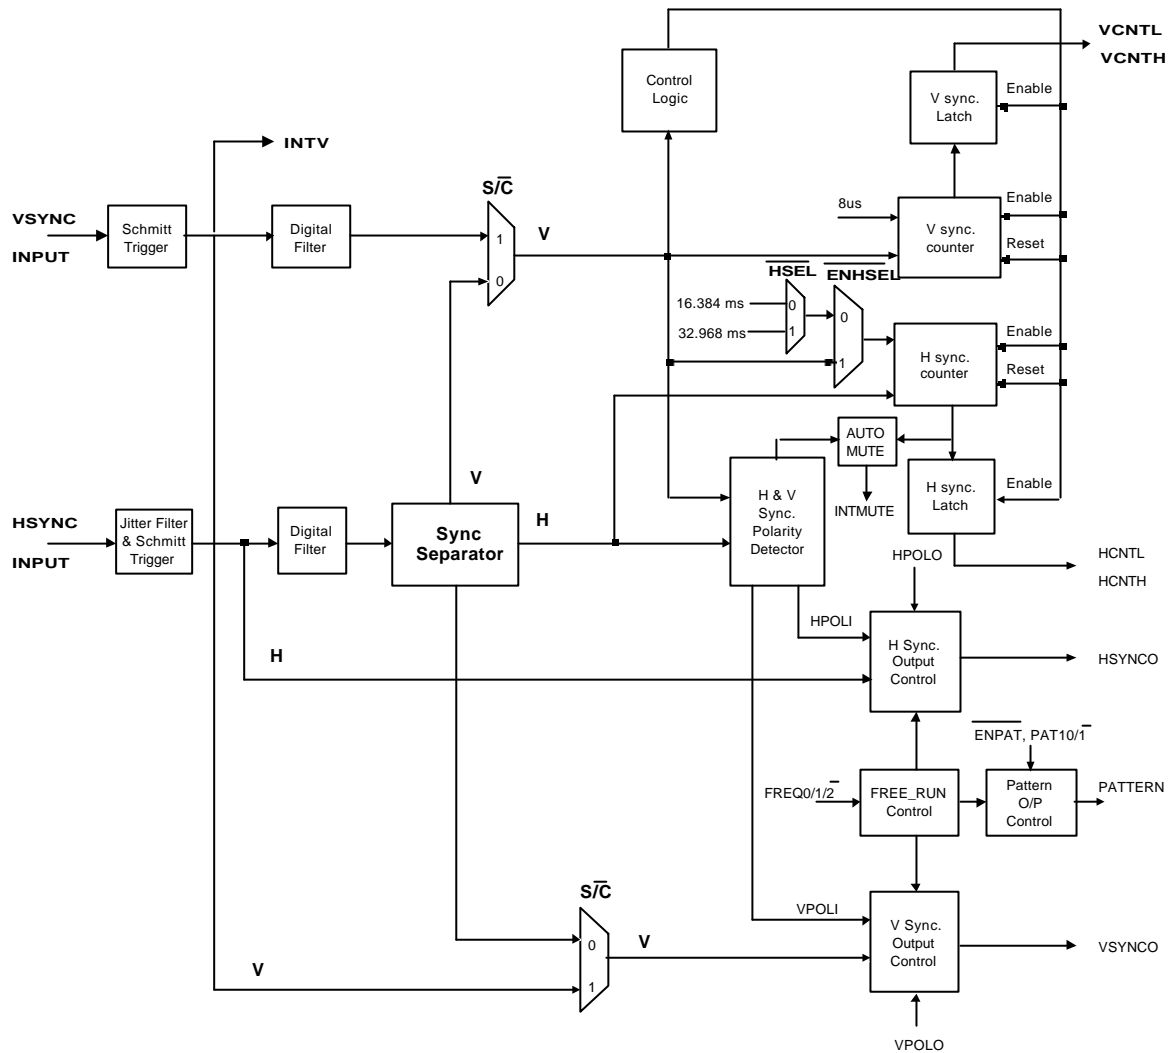 VCNTL
VCNTH
Control
Logic
V sync.
Latch
Enable
INTV
S/C̅
VSYNC
INPUT
Schmitt
Trigger
Digital
Filter
1
0
V
8us
V sync.
counter
Enable
Reset
H̅S̅E̅L̅
E̅N̅H̅S̅E̅L̅
16.384 ms
32.968 ms
0
1
0
1
H sync.
counter
Enable
Reset
AUTO
MUTE
INTMUTE
H sync.
Latch
Enable
V
HSYNC
INPUT
Jitter Filter
& Schmitt
Trigger
Digital
Filter
Sync
Separator
H
H & V
Sync.
Polarity
Detector
HCNTL
HCNTH
HPOLO
HPOLI
H
H Sync.
Output
Control
HSYNCO
E̅N̅P̅A̅T̅, PAT10/1̅
FREQ0/1/2̅
FREE_RUN
Control
Pattern
O/P
Control
PATTERN
S/C̅
VPOLI
0
1
V
V
V Sync.
Output
Control
VSYNCO
VPOLO